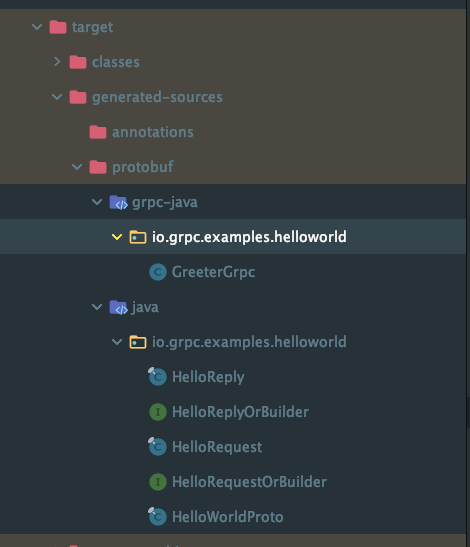 target
classes
generated-sources
annotations
protobuf
grpc-java
io.grpc.examples.helloworld
C GreeterGrpc
java
io.grpc.examples.helloworld
C HelloReply
I HelloReplyOrBuilder
C HelloRequest
I HelloRequestOrBuilder
C HelloWorldProto